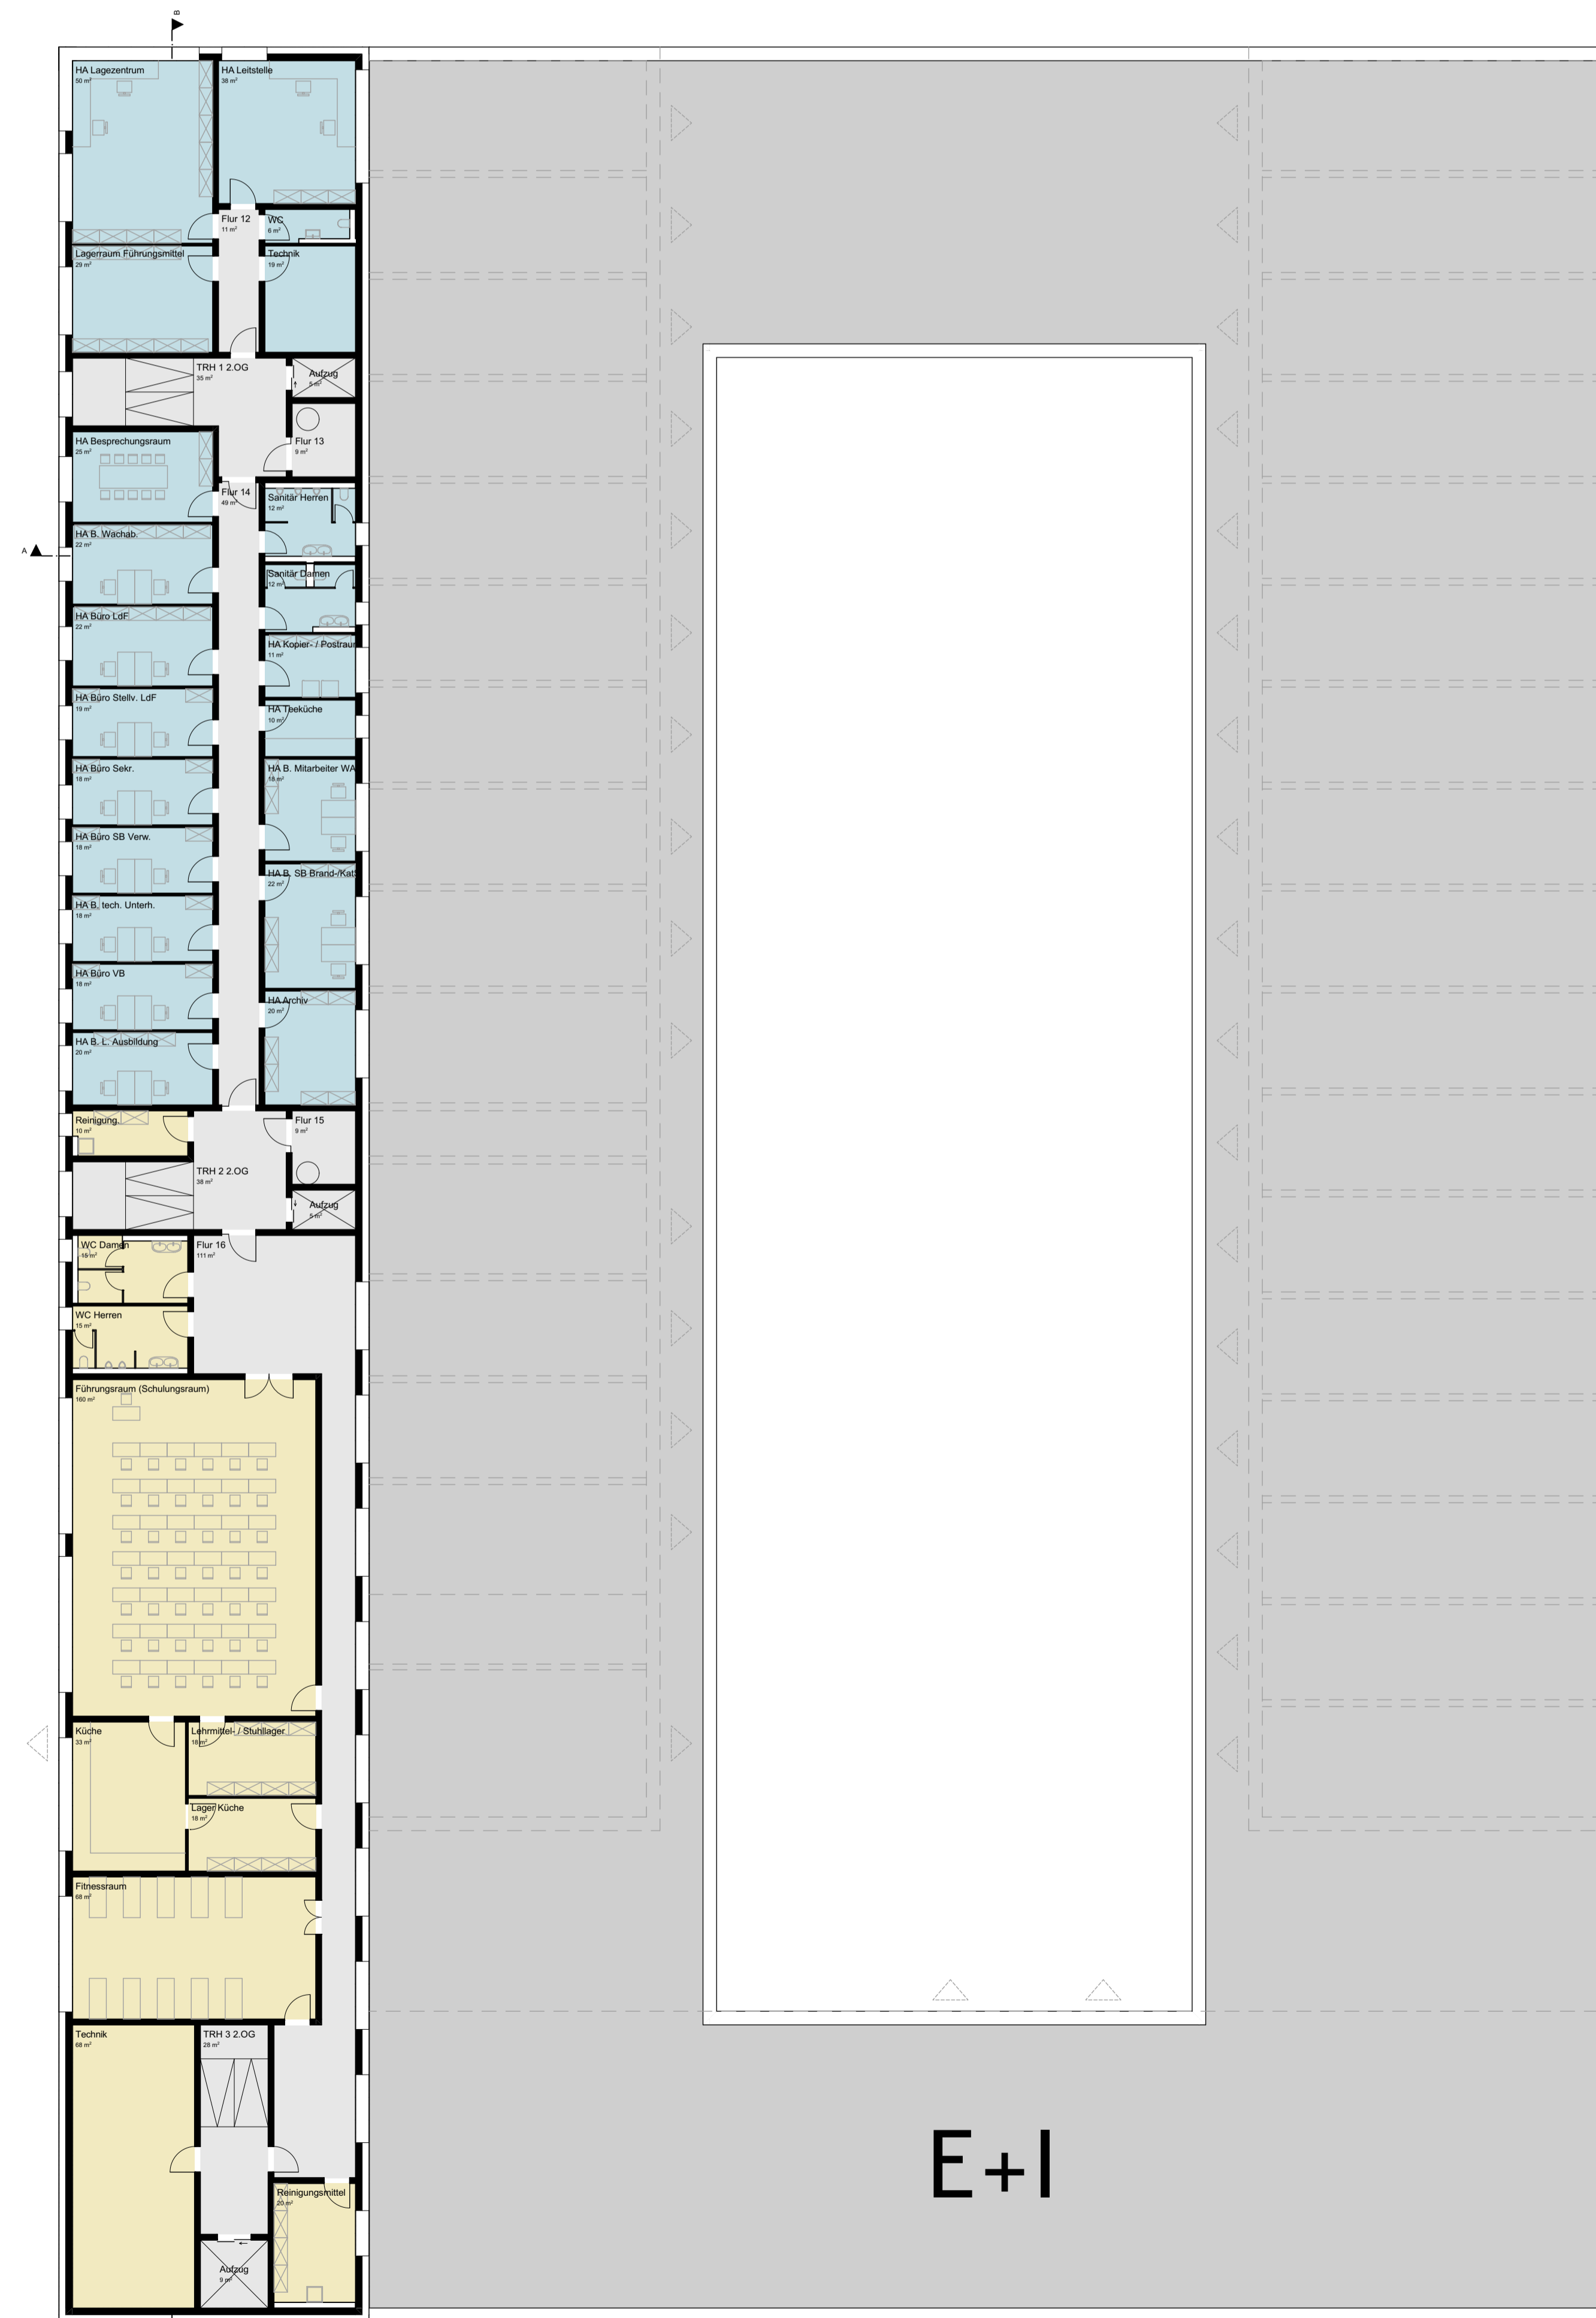 B
HA Lagezentrum
50 m²
HA Leitstelle
38 m²
Flur 12
11 m²
WC
6 m²
Lagerraum Führungsmittel
29 m²
Technik
19 m²
TRH 1 2.OG
35 m²
Aufzug
5 m²
HA Besprechungsraum
25 m²
Flur 13
9 m²
Flur 14
49 m²
Sanitär Herren
12 m²
A
HA B. Wachab.
22 m²
Sanitär Damen
12 m²
HA Büro LdF
22 m²
HA Kopier- / Postraum
11 m²
HA Büro Stellv. LdF
19 m²
HA Teeküche
10 m²
HA Büro Sekr.
18 m²
HA B. Mitarbeiter WA
18 m²
HA Büro SB Verw.
18 m²
HA B. SB Brand-/KatS
22 m²
HA B. tech. Unterh.
18 m²
HA Büro VB
18 m²
HA Archiv
20 m²
HA B. L. Ausbildung
20 m²
Reinigung.
10 m²
Flur 15
9 m²
TRH 2 2.OG
38 m²
Aufzug
5 m²
WC Damen
15 m²
Flur 16
111 m²
WC Herren
15 m²
Führungsraum (Schulungsraum)
160 m²
Küche
33 m²
Lehrmittel- / Stuhllager
18 m²
Lager Küche
18 m²
Fitnessraum
68 m²
Technik
68 m²
TRH 3 2.OG
28 m²
E+I
Reinigungsmittel
20 m²
Aufzug
9 m²